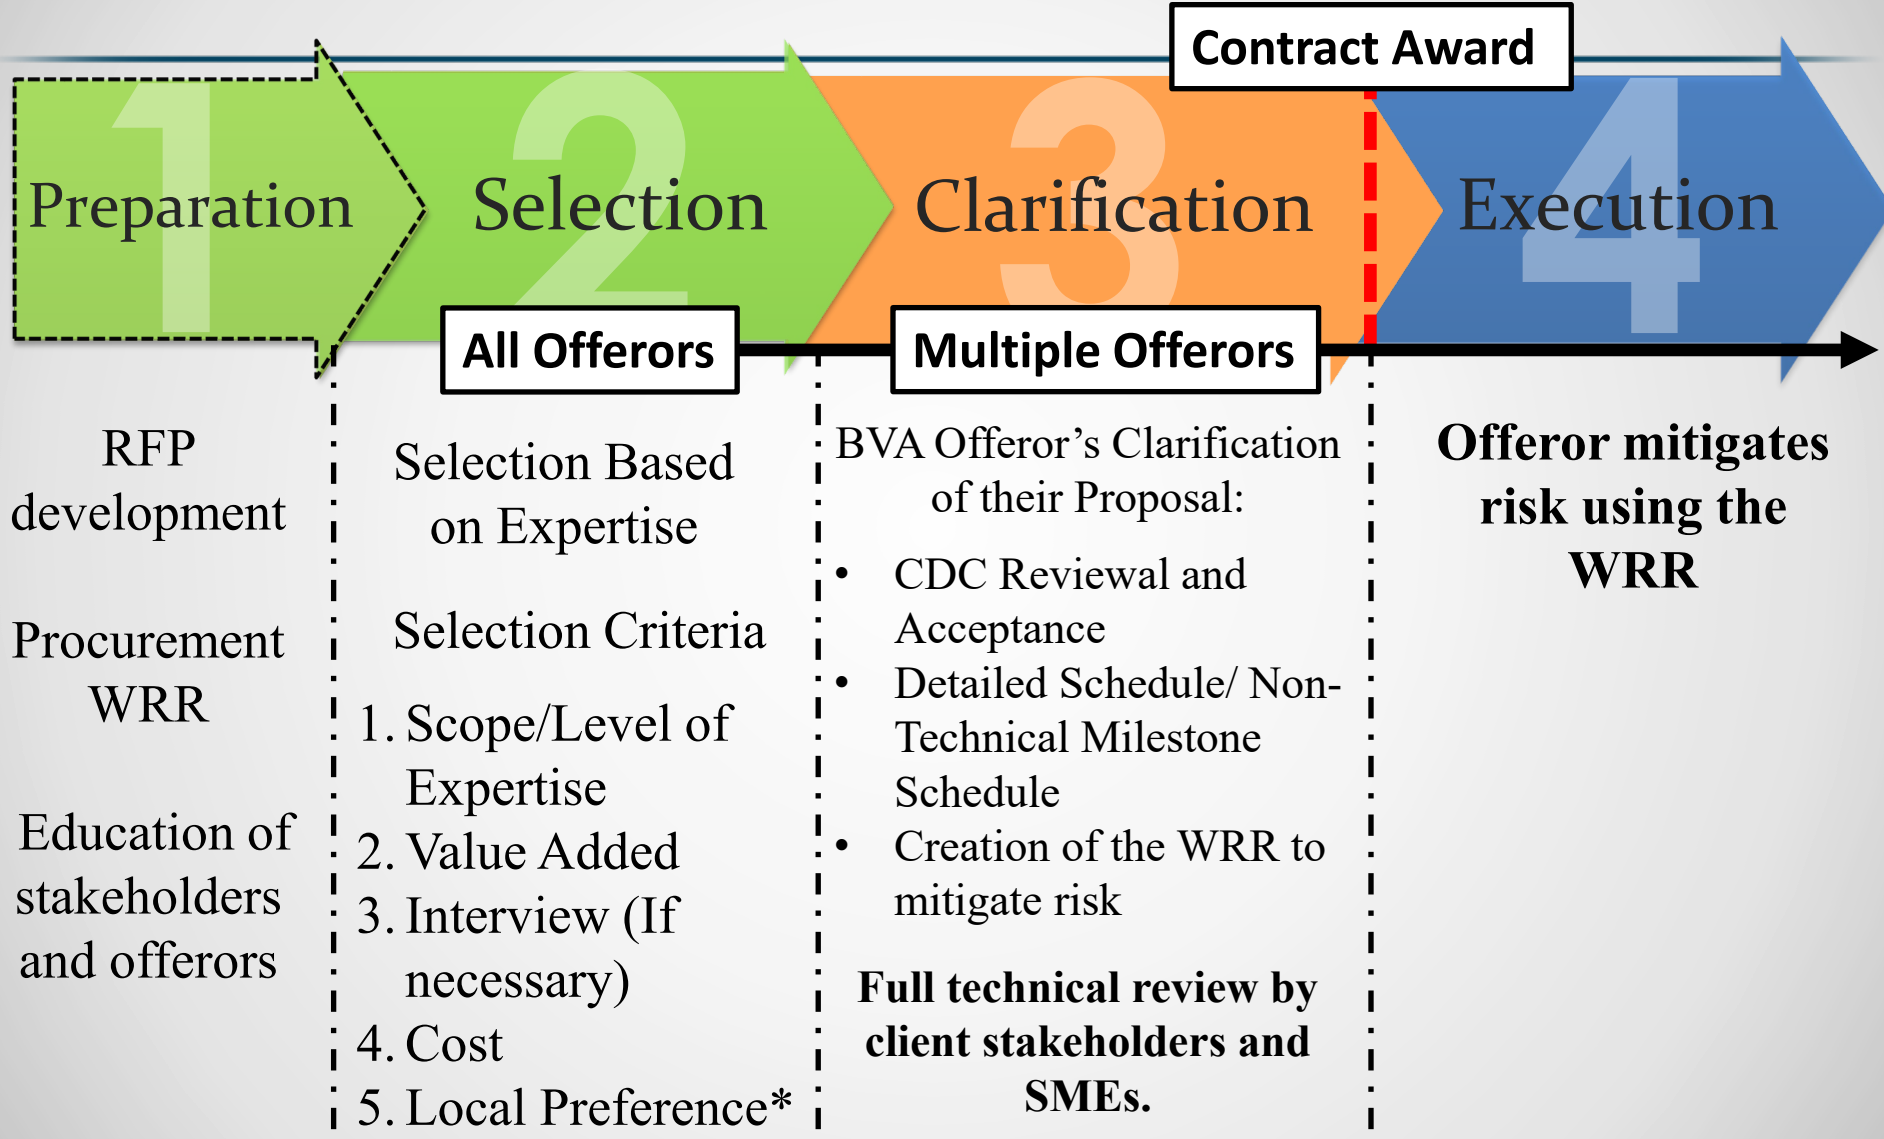 Contract Award
1
Preparation
2
Selection
3
Clarification
4
Execution
All Offerors
Multiple Offerors
RFP
development
Procurement
WRR
Education of
stakeholders
and offerors
Selection Based
on Expertise
Selection Criteria
1. Scope/Level of
Expertise
2. Value Added
3. Interview (If
necessary)
4. Cost
5. Local Preference*
BVA Offeror’s Clarification
of their Proposal:
• CDC Reviewal and
Acceptance
• Detailed Schedule/ Non-
Technical Milestone
Schedule
• Creation of the WRR to
mitigate risk
Full technical review by
client stakeholders and
SMEs.
Offeror mitigates
risk using the
WRR